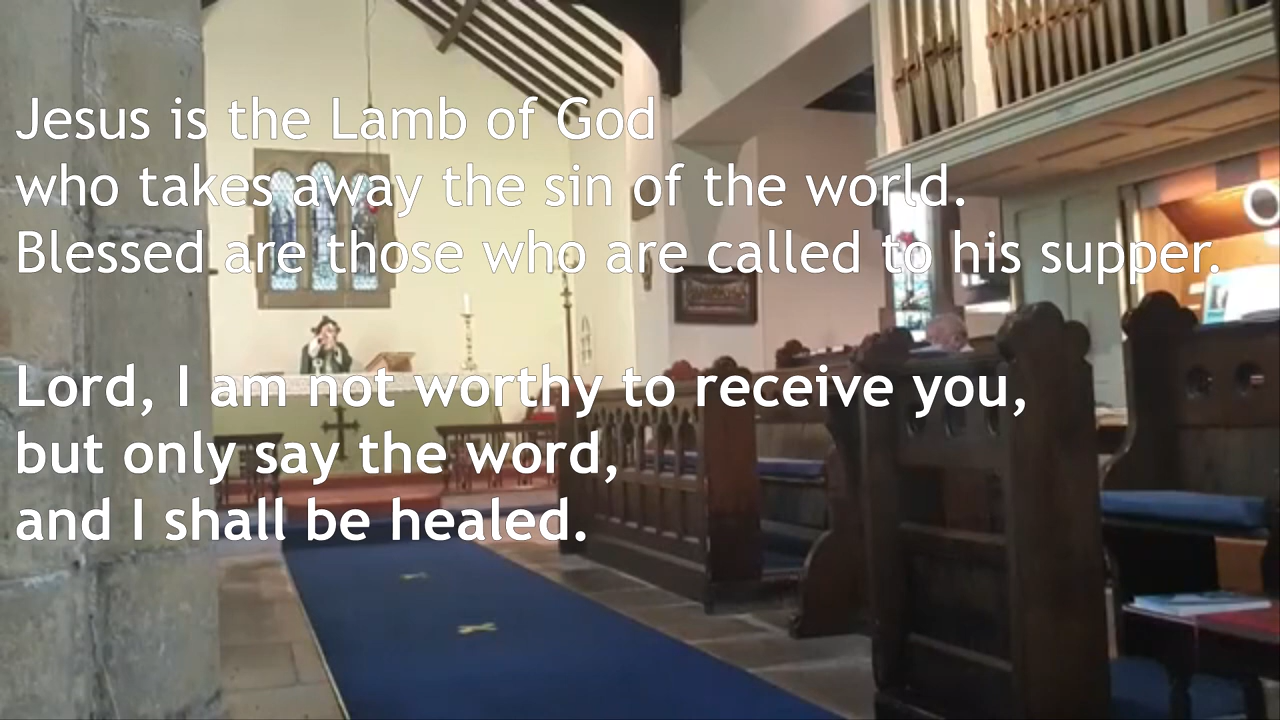 Jesus is the Lamb of God
who takes away the sin of the world.
Blessed are those who are called to his supper.
Lord, I am not worthy to receive you,
but only say the word,
and I shall be healed.